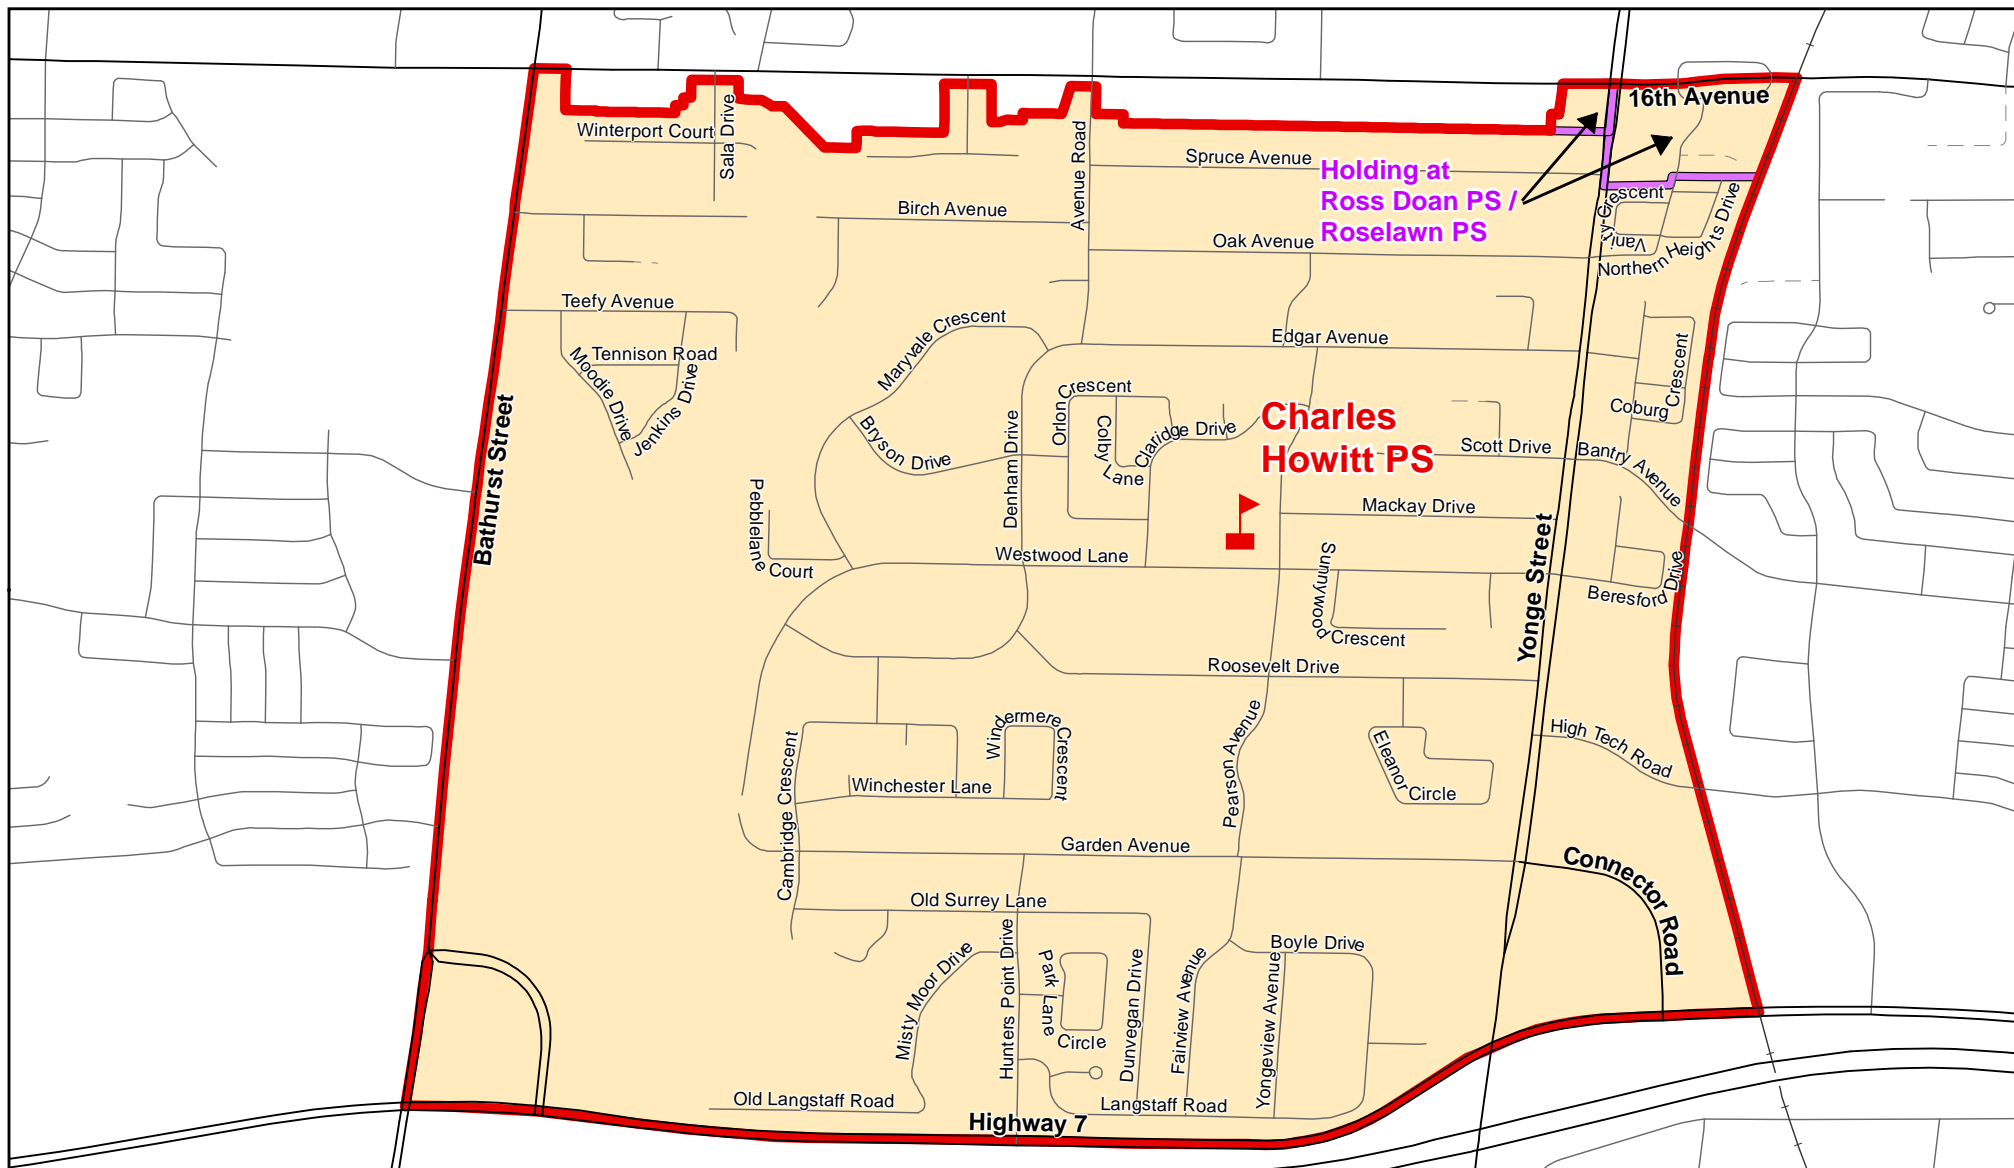 16th Avenue
Winterport Court
Sala Drive
Avenue Road
Spruce Avenue
Holding at
Ross Doan PS /
Roselawn PS
Vanity Crescent
Northern Heights Drive
Birch Avenue
Oak Avenue
Teefy Avenue
Tennison Road
Moodie Drive
Jenkins Drive
Maryvale Crescent
Edgar Avenue
Coburg Crescent
Bathurst Street
Bryson Drive
Denham Drive
Orlon Crescent
Colby Lane
Claridge Drive
Charles
Howitt PS
Scott Drive
Bantry Avenue
Mackay Drive
Pebblelane Court
Westwood Lane
Sunnywood Crescent
Yonge Street
Beresford Drive
Roosevelt Drive
Windermere Crescent
Cambridge Crescent
Winchester Lane
Pearson Avenue
Eleanor Circle
High Tech Road
Garden Avenue
Connector Road
Old Surrey Lane
Misty Moor Drive
Hunters Point Drive
Park Lane Circle
Dunvegan Drive
Fairview Avenue
Boyle Drive
Yongeview Avenue
Old Langstaff Road
Langstaff Road
Highway 7